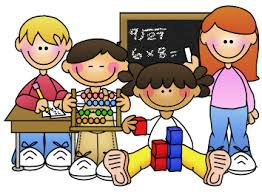 9)27
6 x 8 =